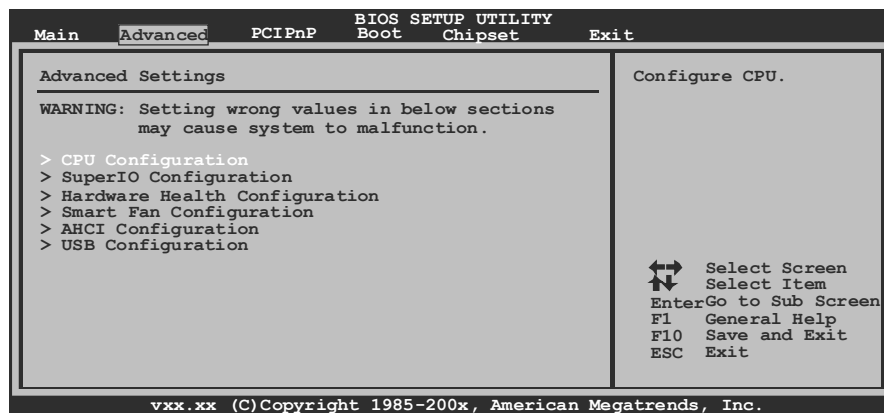 BIOS SETUP UTILITY
Main Advanced PCIPnP Boot Chipset Exit
Advanced Settings
WARNING: Setting wrong values in below sections
may cause system to malfunction.
> CPU Configuration
> SuperIO Configuration
> Hardware Health Configuration
> Smart Fan Configuration
> AHCI Configuration
> USB Configuration
Configure CPU.
Select Screen
Select Item
Enter Go to Sub Screen
F1 General Help
F10 Save and Exit
ESC Exit
vxx.xx (C)Copyright 1985-200x, American Megatrends, Inc.